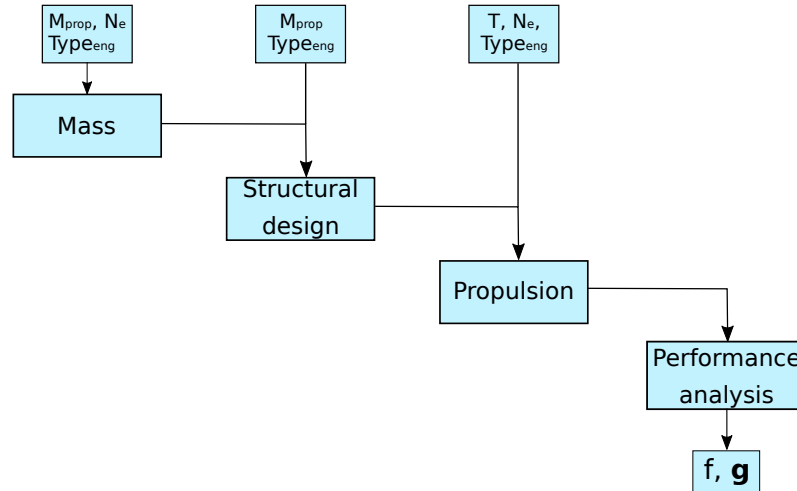 Mprop, Ne
Typeeng
Mprop
Typeeng
T, Ne,
Typeeng
Mass
Structural
design
Propulsion
Performance
analysis
f, g